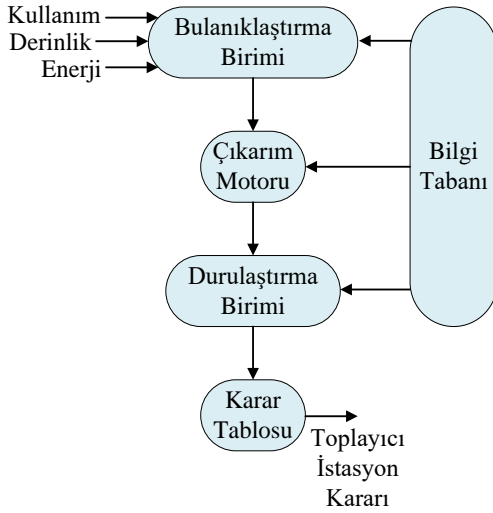 Kullanım
Derinlik
Enerji
Bulanıklaştırma
Birimi
Çıkarım
Motoru
Bilgi
Tabanı
Durulaştırma
Birimi
Karar
Tablosu
Toplayıcı
İstasyon
Kararı